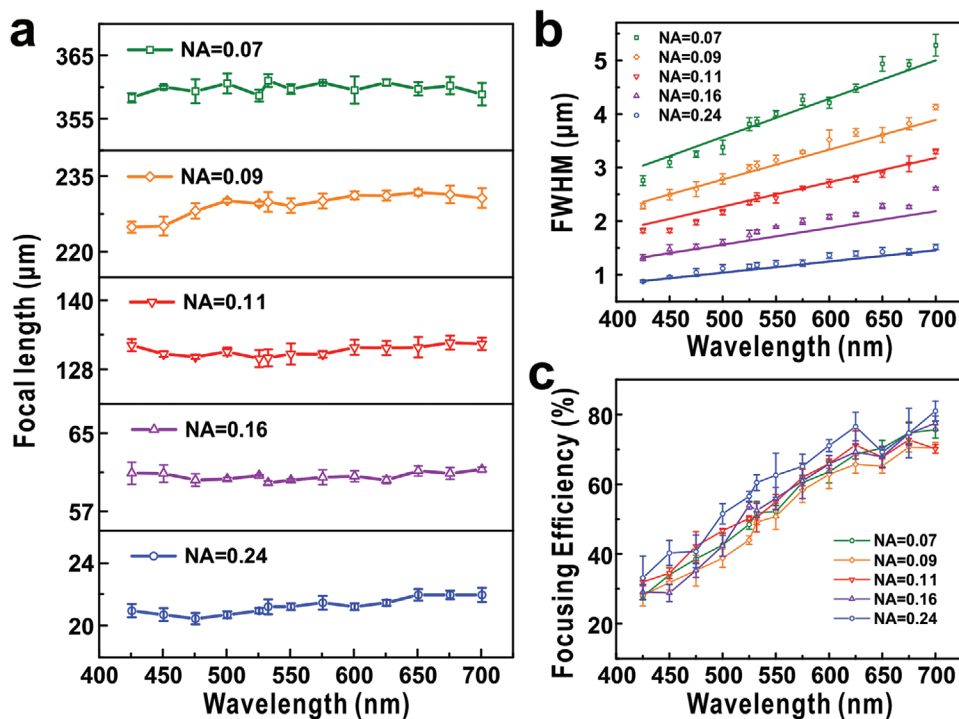 a
Focal length (μm)
365
355
NA=0.07
235
220
NA=0.09
140
128
NA=0.11
65
57
NA=0.16
24
20
NA=0.24
400 450 500 550 600 650 700
Wavelength (nm)
b
FWHM (μm)
5
4
3
2
1
NA=0.07
NA=0.09
NA=0.11
NA=0.16
NA=0.24
400 450 500 550 600 650 700
Wavelength (nm)
c
Focusing Efficiency (%)
80
60
40
20
NA=0.07
NA=0.09
NA=0.11
NA=0.16
NA=0.24
400 450 500 550 600 650 700
Wavelength (nm)